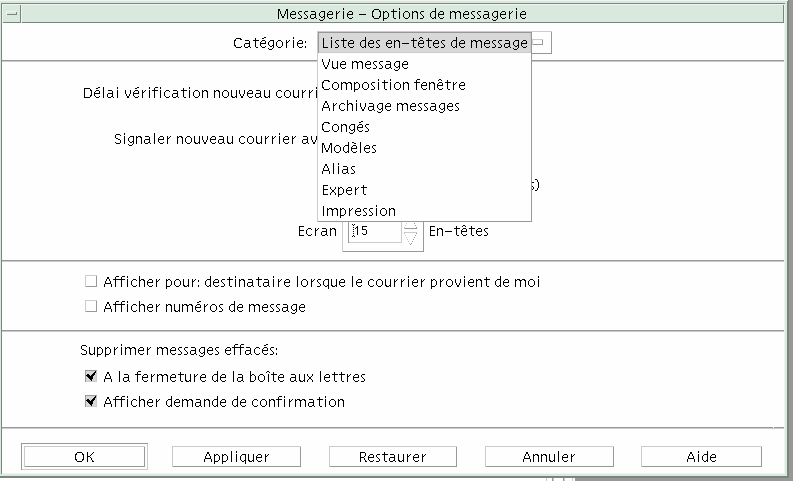 Messagerie – Options de messagerie
Catégorie: Liste des en–têtes de message
Vue message
Composition fenêtre
Archivage messages
Congés
Modèles
Alias
Expert
Impression
Délai vérification nouveau courri
Signaler nouveau courrier av
s)
Ecran 15 En–têtes
Afficher pour: destinataire lorsque le courrier provient de moi
Afficher numéros de message
Supprimer messages effacés:
A la fermeture de la boîte aux lettres
Afficher demande de confirmation
OK Appliquer Restaurer Annuler Aide